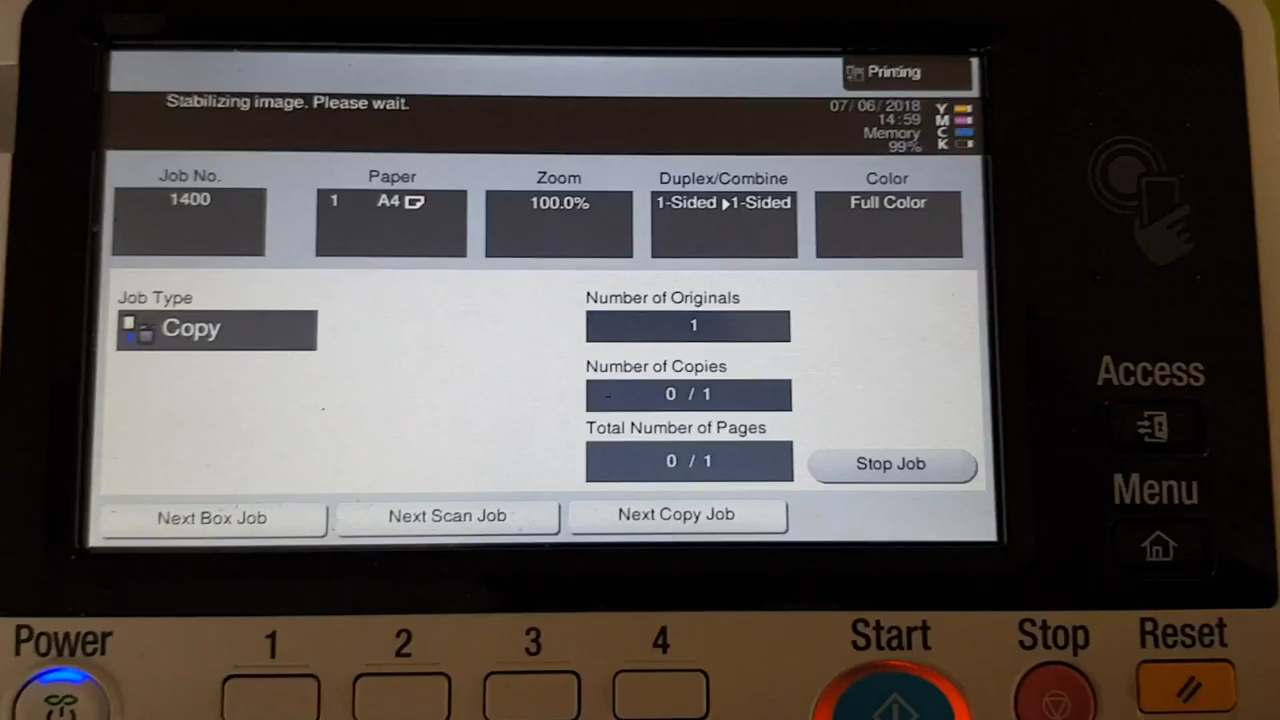 Printing
Stabilizing image. Please wait.
07/06/2018
14:59
Memory
99%
Y
M
C
K
Job No.
1400
Paper
1 A4
Zoom
100.0%
Duplex/Combine
1-Sided ▶1-Sided
Color
Full Color
Job Type
Copy
Number of Originals
1
Number of Copies
0 / 1
Total Number of Pages
0 / 1
Stop Job
Next Box Job
Next Scan Job
Next Copy Job
Access
Menu
Power
1
2
3
4
Start
Stop
Reset